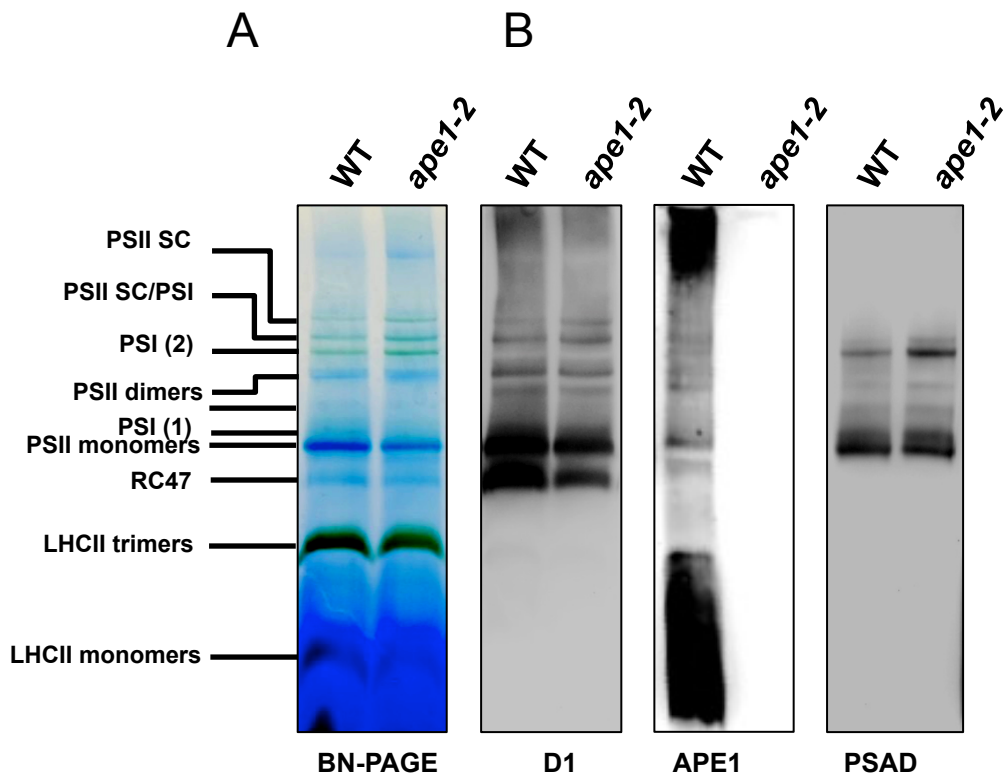 A
B
WT
ape1-2
WT
ape1-2
WT
ape1-2
WT
ape1-2
PSII SC
PSII SC/PSI
PSI (2)
PSII dimers
PSI (1)
PSII monomers
RC47
LHCII trimers
LHCII monomers
BN-PAGE
D1
APE1
PSAD